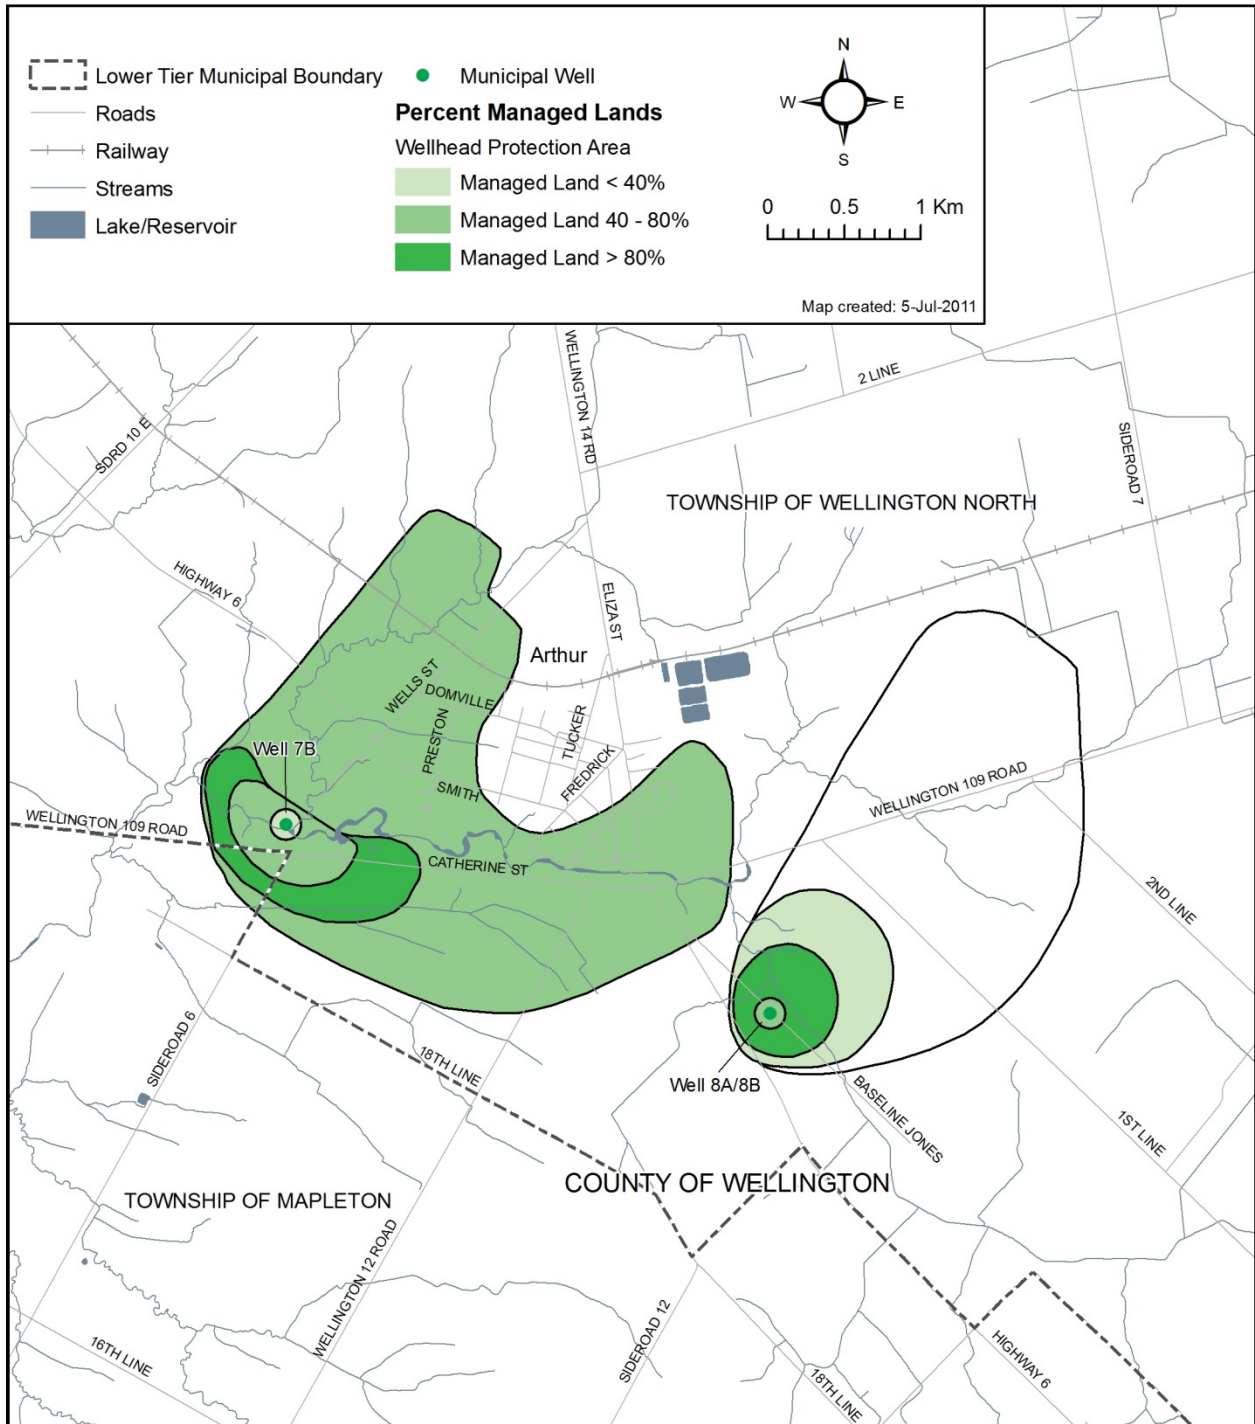 Lower Tier Municipal Boundary
Roads
Railway
Streams
Lake/Reservoir
Municipal Well
Percent Managed Lands
Wellhead Protection Area
Managed Land < 40%
Managed Land 40 - 80%
Managed Land > 80%
N
W E
S
0 0.5 1 Km
Map created: 5-Jul-2011
WELLINGTON 14 RD
2 LINE
SDRD 10 E
SIDEROAD 7
TOWNSHIP OF WELLINGTON NORTH
HIGHWAY 6
ELIZA ST
Arthur
WELLS ST
DOMVILLE
PRESTON
TUCKER
FREDRICK
Well 7B
SMITH
WELLINGTON 109 ROAD
WELLINGTON 109 ROAD
CATHERINE ST
2ND LINE
SIDEROAD 6
18TH LINE
Well 8A/8B
BASELINE JONES
1ST LINE
COUNTY OF WELLINGTON
TOWNSHIP OF MAPLETON
WELLINGTON 12 ROAD
16TH LINE
SIDEROAD 12
18TH LINE
HIGHWAY 6